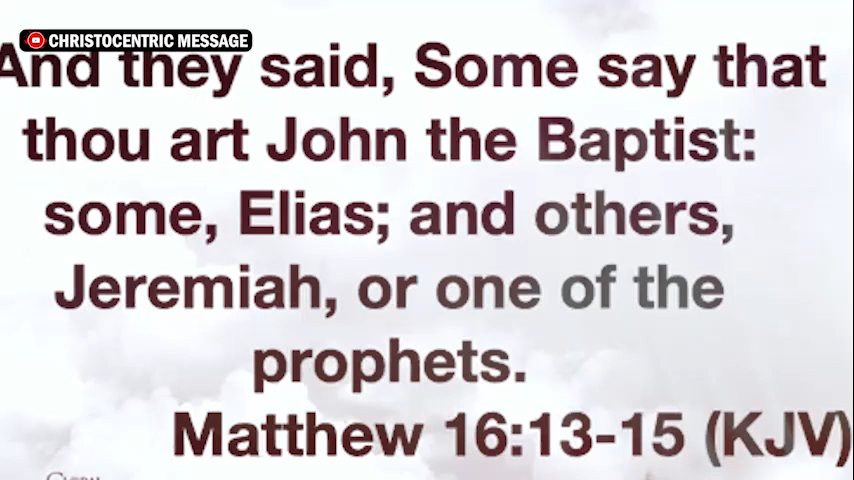 CHRISTOCENTRIC MESSAGE
And they said, Some say that
thou art John the Baptist:
some, Elias; and others,
Jeremiah, or one of the
prophets.
Matthew 16:13-15 (KJV)